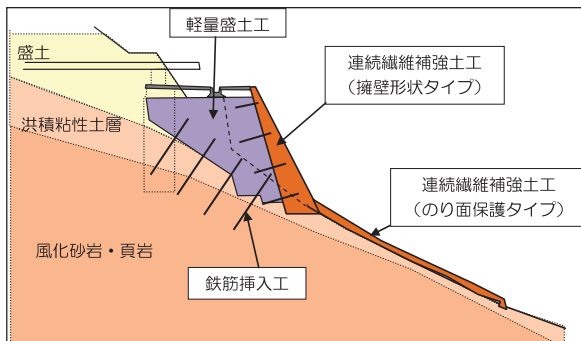 軽量盛土工
盛土
連続繊維補強土工
（擁壁形状タイプ）
洪積粘性土層
連続繊維補強土工
（のり面保護タイプ）
風化砂岩・頁岩
鉄筋挿入工